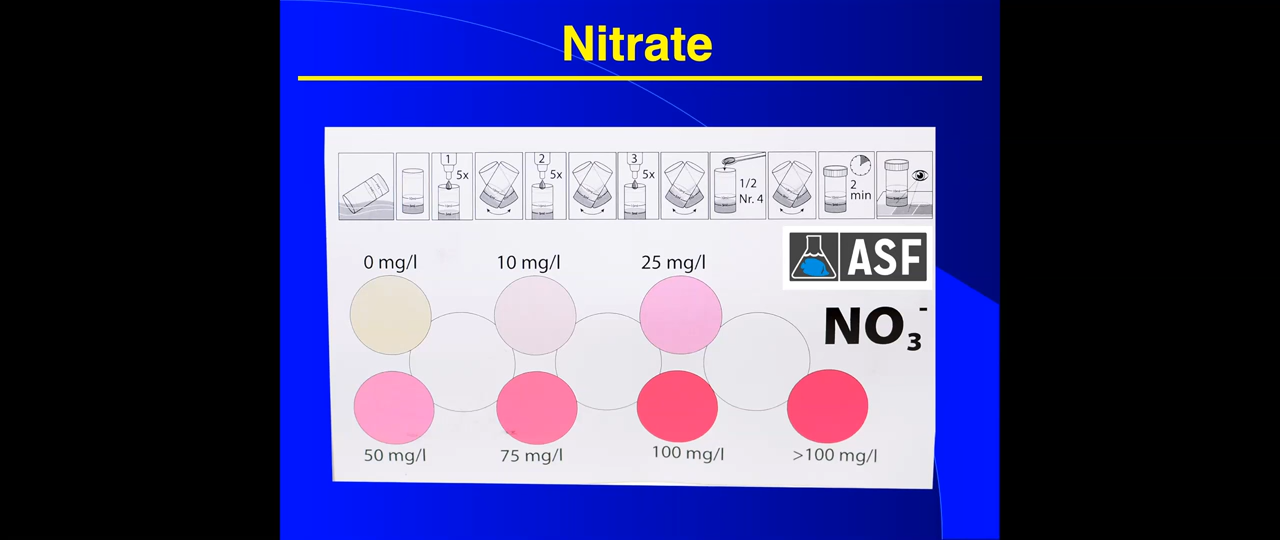 Nitrate
1
5x
2
5x
3
5x
1/2
Nr. 4
2
min
0 mg/l
10 mg/l
25 mg/l
ASF
NO3-
50 mg/l
75 mg/l
100 mg/l
>100 mg/l